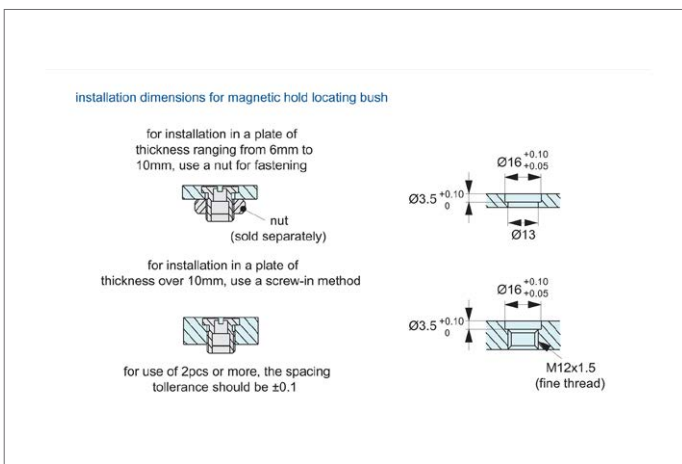 installation dimensions for magnetic hold locating bush
for installation in a plate of
thickness ranging from 6mm to
10mm, use a nut for fastening
nut
(sold separately)
Ø16 +0.10
+0.05
Ø3.5 +0.10
0
Ø13
for installation in a plate of
thickness over 10mm, use a screw-in method
for use of 2pcs or more, the spacing
tollerance should be ±0.1
Ø16 +0.10
+0.05
Ø3.5 +0.10
0
M12x1.5
(fine thread)